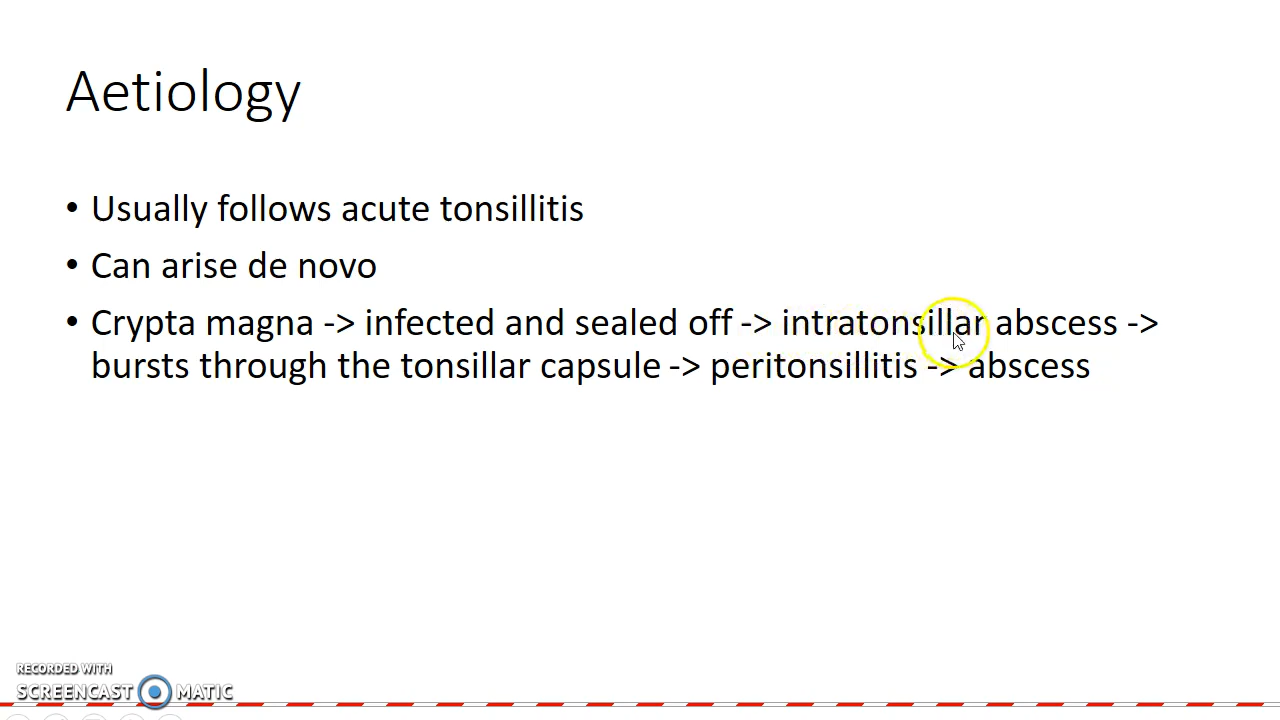 Aetiology
• Usually follows acute tonsillitis
• Can arise de novo
• Crypta magna -> infected and sealed off -> intratonsillar abscess ->
bursts through the tonsillar capsule -> peritonsillitis -> abscess
RECORDED WITH
SCREENCAST MATIC